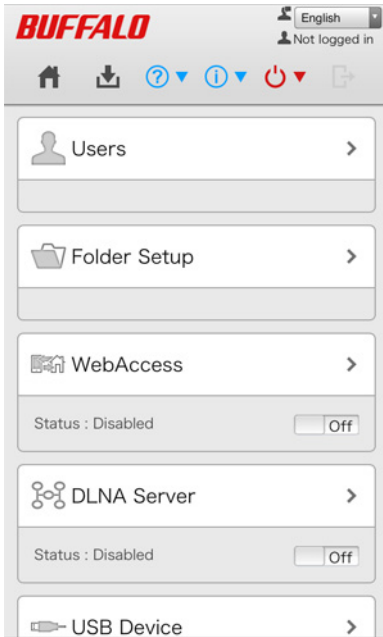 BUFFALO
English
Not logged in
Users
Folder Setup
WebAccess
Status : Disabled
Off
DLNA Server
Status : Disabled
Off
USB Device